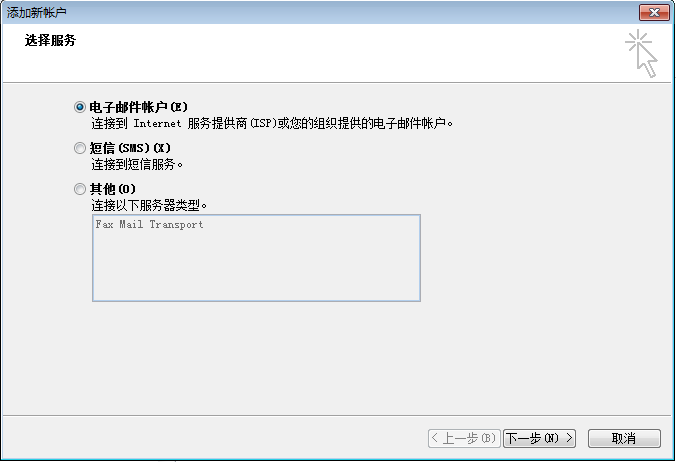 添加新帐户
选择服务
电子邮件帐户(E)
连接到 Internet 服务提供商(ISP)或您的组织提供的电子邮件帐户。
短信(SMS)(X)
连接到短信服务。
其他(O)
连接以下服务器类型。
Fax Mail Transport
< 上一步(B) 下一步(N) > 取消